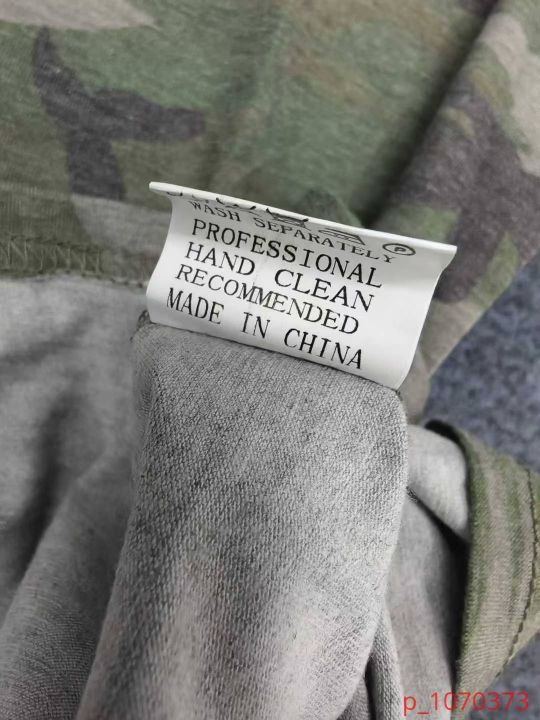 WASH SEPARATELY
P
PROFESSIONAL
HAND CLEAN
RECOMMENDED
MADE IN CHINA
p_1070373